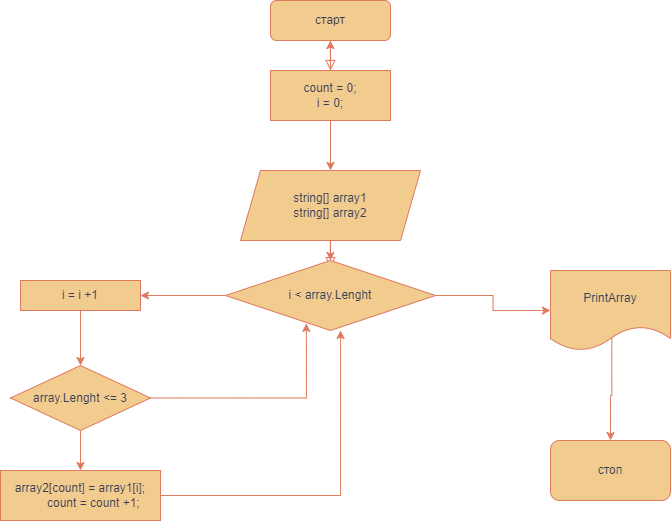 старт
count = 0;
i = 0;
string[] array1
string[] array2
i < array.Lenght
i = i +1
PrintArray
array.Lenght <= 3
array2[count] = array1[i];
count = count +1;
стоп